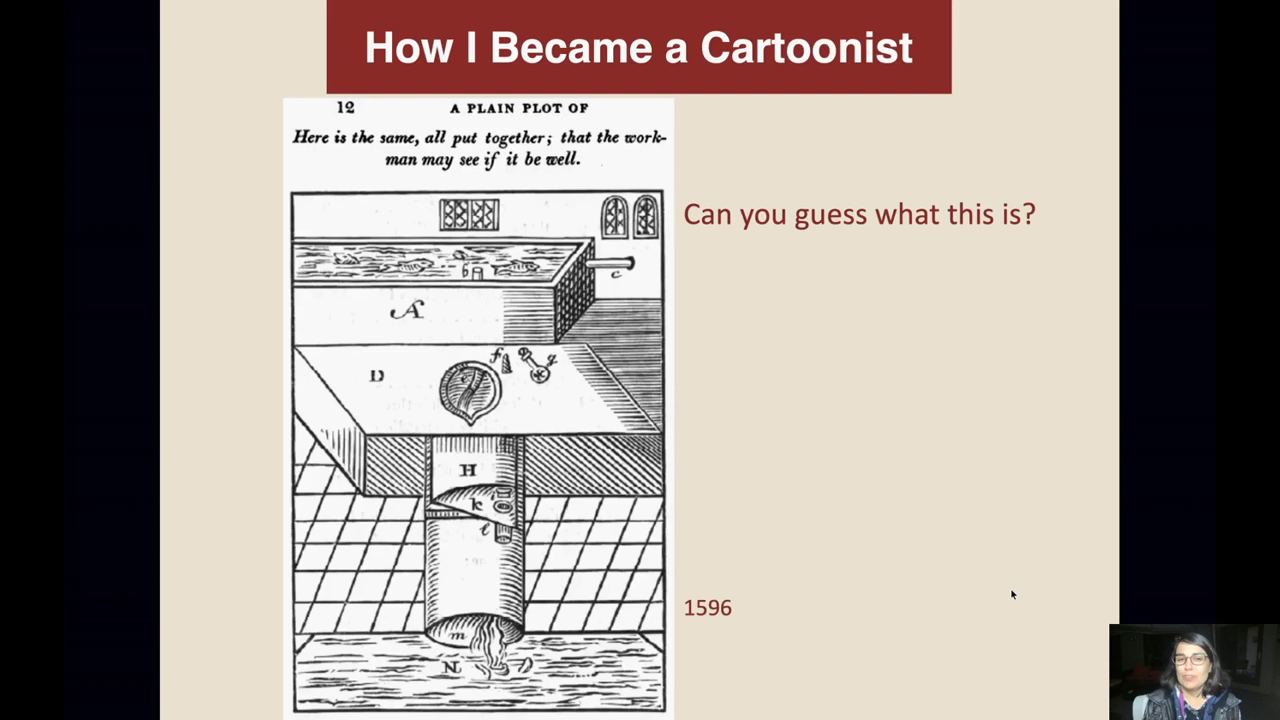 How I Became a Cartoonist
12 A PLAIN PLOT OF
Here is the same, all put together; that the work-
man may see if it be well.
Can you guess what this is?
b
c
A
f
g
D
e
H
k
l
1596
m
N